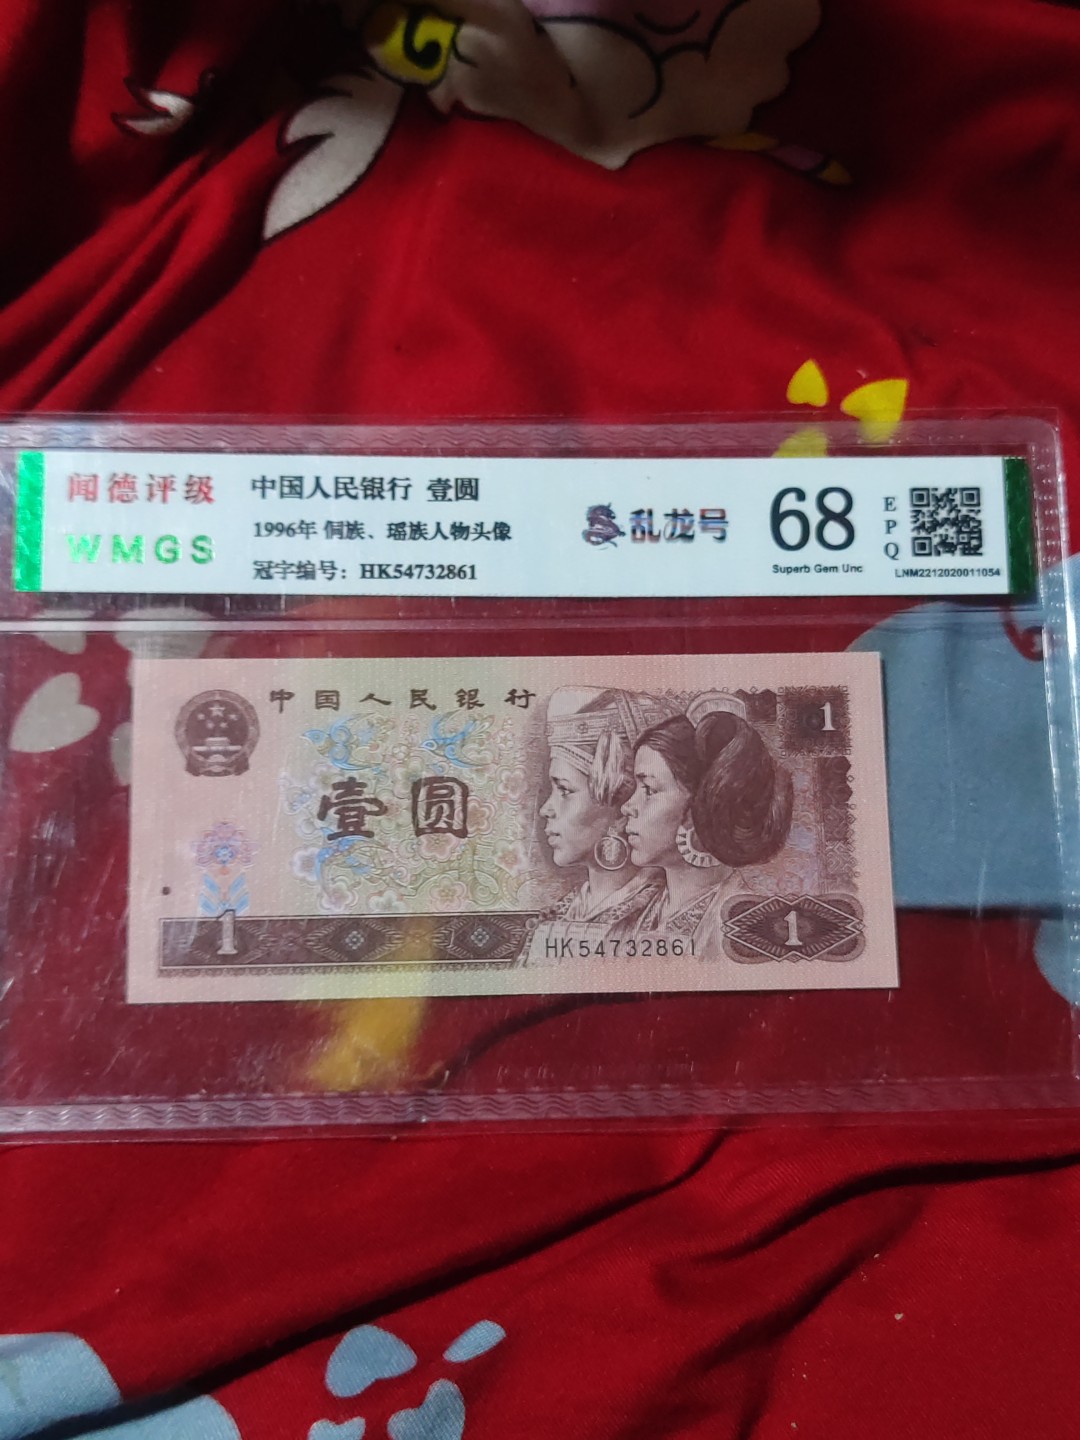 闻德评级
WMGS
中国人民银行 壹圆
1996年 侗族、瑶族人物头像
冠字编号：HK54732861
乱龙号
68
Superb Gem Unc
EPQ
LNM2212020011054
中国人民银行
1
壹圆
1
HK54732861
1